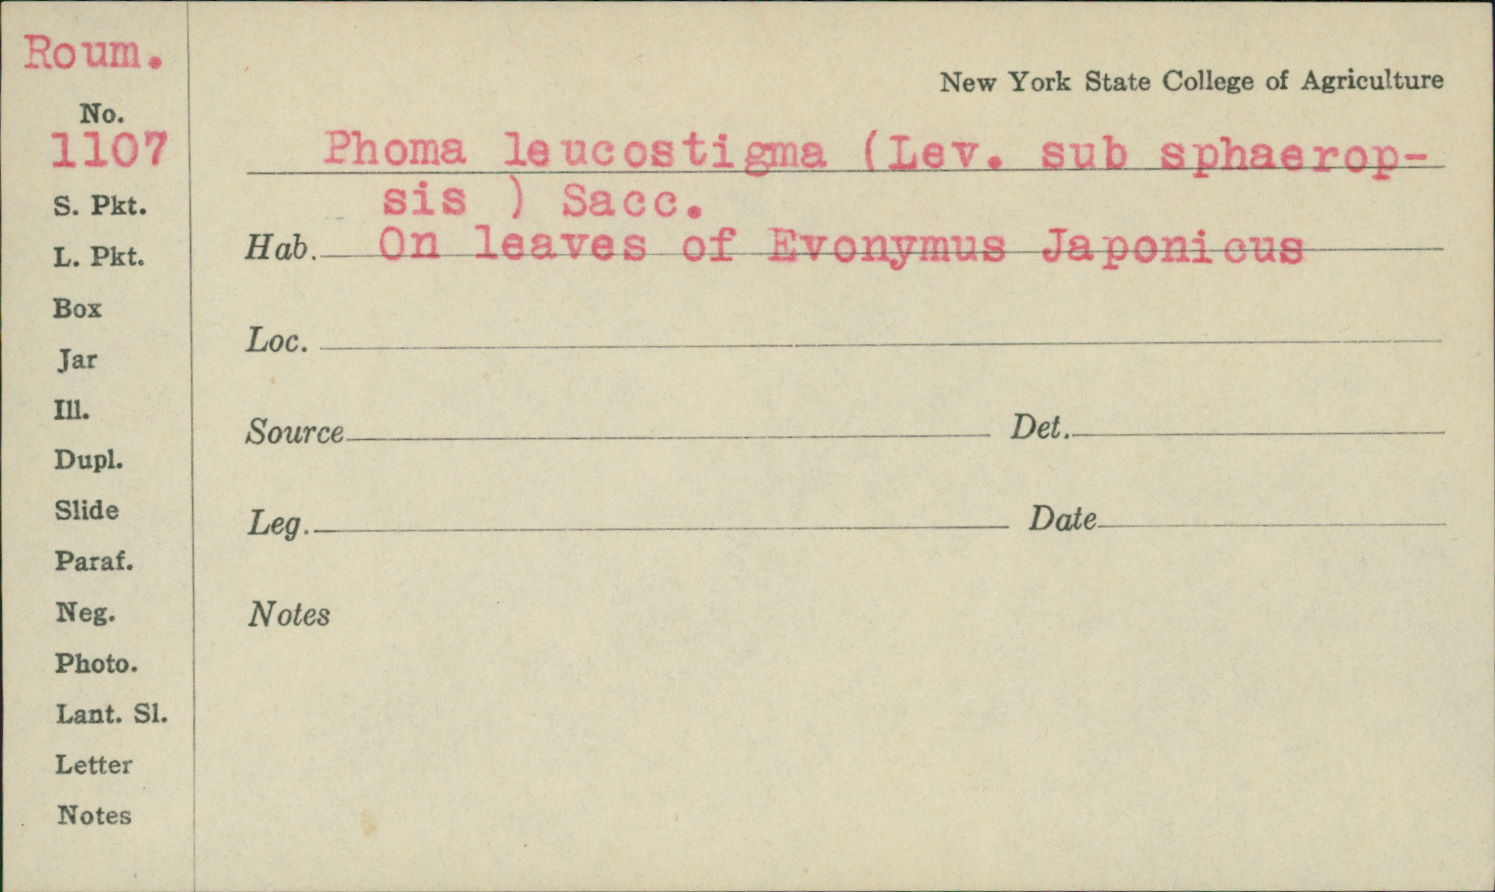 Roum.
New York State College of Agriculture
No.
1107
Phoma leucostigma (Lev. sub sphaerop-
sis ) Sacc.
S. Pkt.
Hab. On leaves of Evonymus Japonicus
L. Pkt.
Box
Loc.
Jar
Ill.
Source Det.
Dupl.
Slide
Leg. Date
Paraf.
Neg.
Notes
Photo.
Lant. Sl.
Letter
Notes